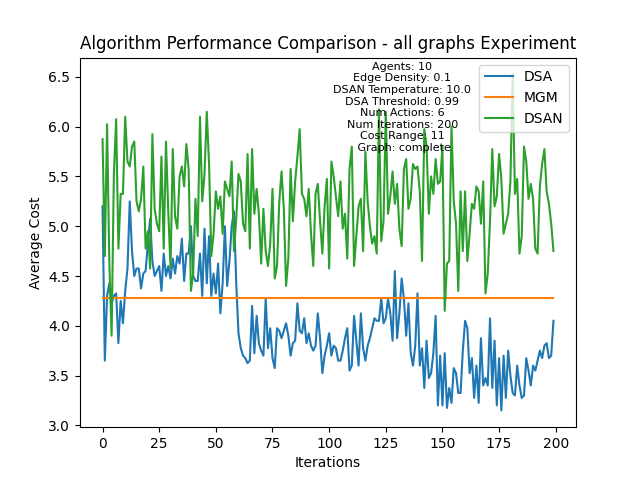 Algorithm Performance Comparison - all graphs Experiment
Agents: 10
Edge Density: 0.1
DSAN Temperature: 10.0
DSA Threshold: 0.99
Num Actions: 6
Num Iterations: 200
Cost Range: 11
Graph: complete
DSA
MGM
DSAN
Average Cost
6.5
6.0
5.5
5.0
4.5
4.0
3.5
3.0
0 25 50 75 100 125 150 175 200
Iterations